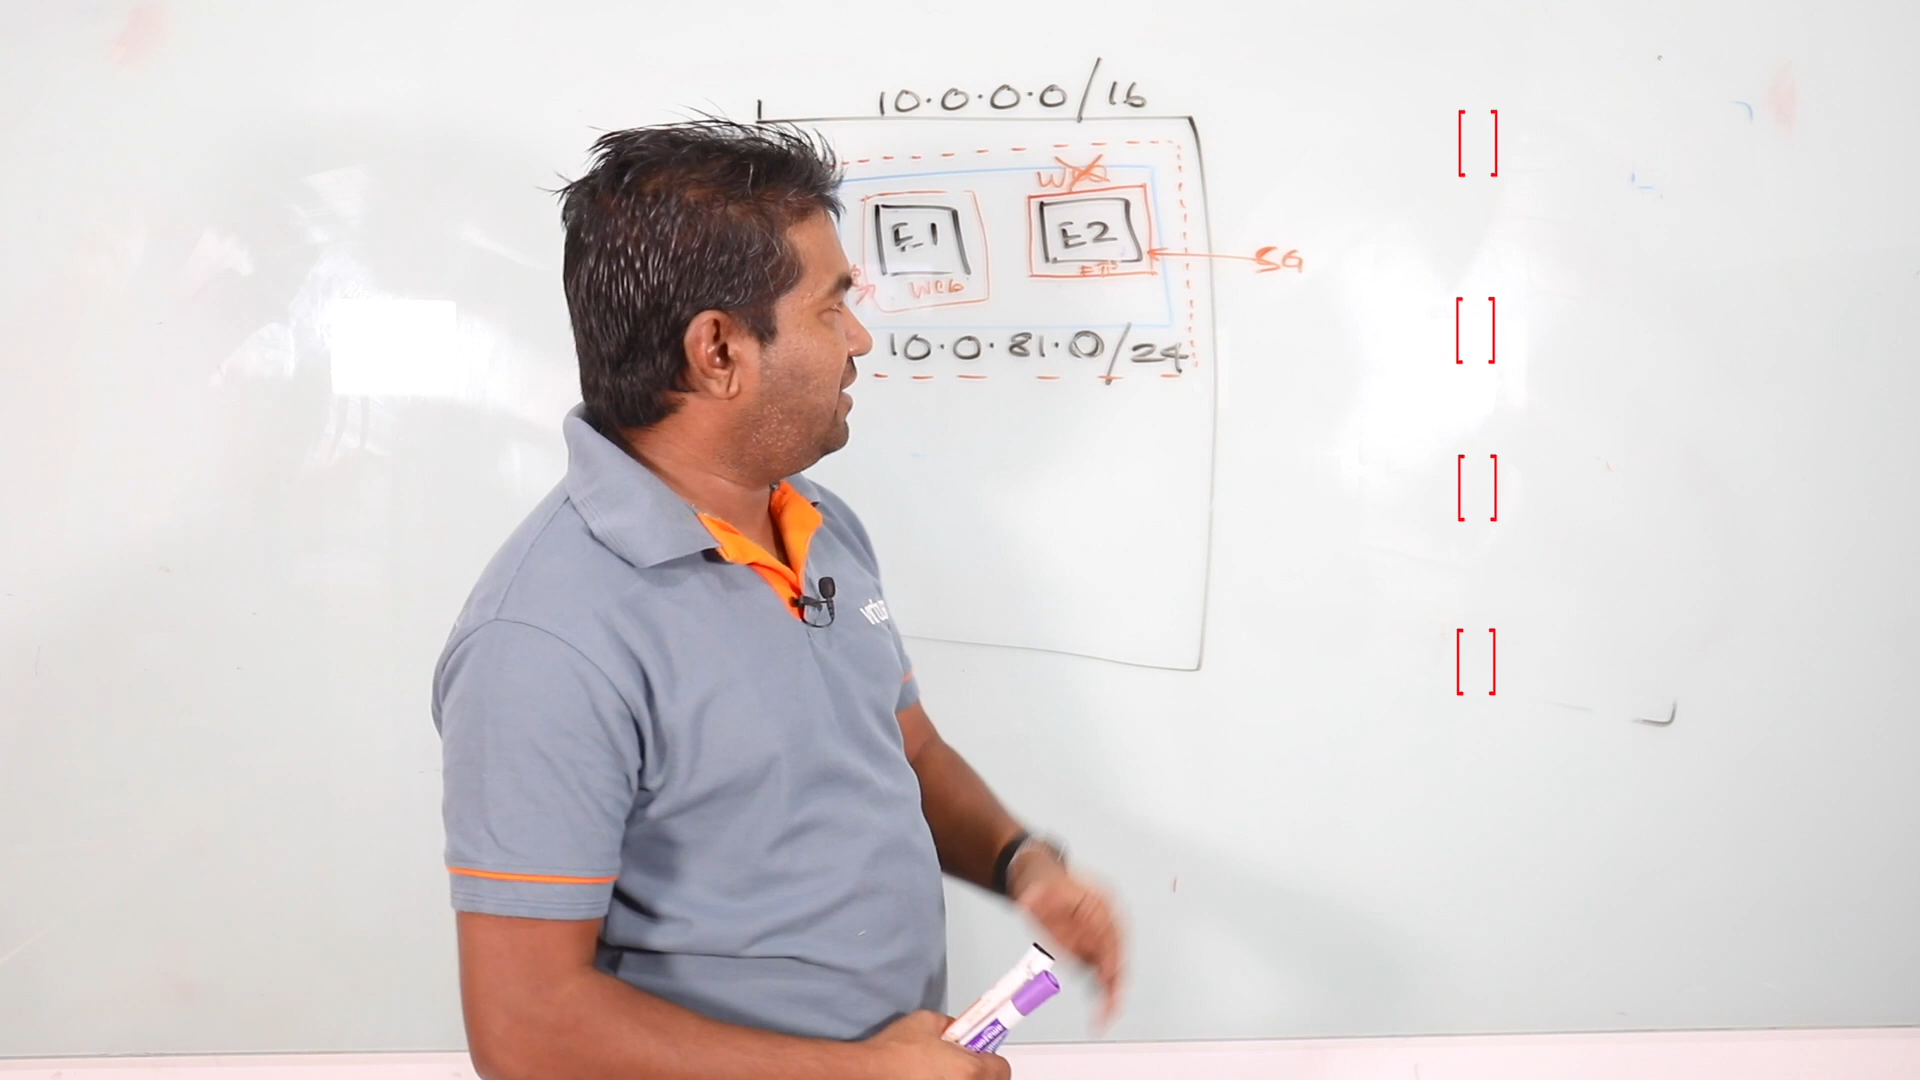 10.0.0.0/16
E1
E2
SG
Web
10.0.81.0/24
[ ]
[ ]
[ ]
[ ]